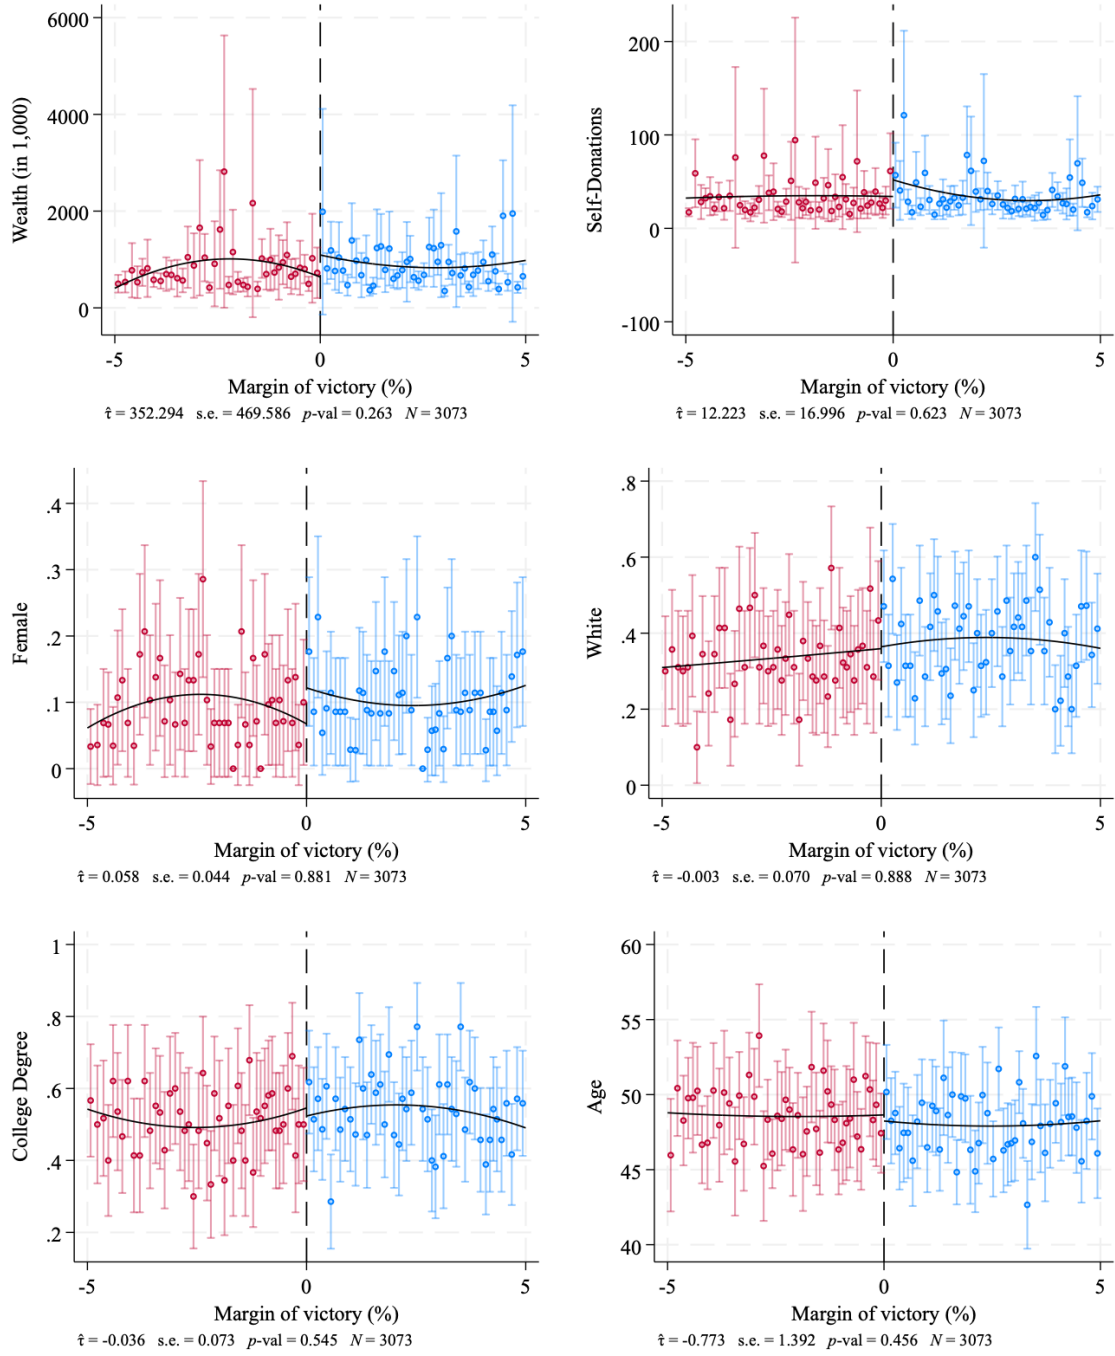 6000
4000
2000
0
Wealth (in 1,000)
-5 0 5
Margin of victory (%)
τ̂ = 352.294 s.e. = 469.586 p-val = 0.263 N = 3073
200
100
0
-100
Self-Donations
-5 0 5
Margin of victory (%)
τ̂ = 12.223 s.e. = 16.996 p-val = 0.623 N = 3073
.4
.3
.2
.1
0
Female
-5 0 5
Margin of victory (%)
τ̂ = 0.058 s.e. = 0.044 p-val = 0.881 N = 3073
.8
.6
.4
.2
0
White
-5 0 5
Margin of victory (%)
τ̂ = -0.003 s.e. = 0.070 p-val = 0.888 N = 3073
1
.8
.6
.4
.2
College Degree
-5 0 5
Margin of victory (%)
τ̂ = -0.036 s.e. = 0.073 p-val = 0.545 N = 3073
60
55
50
45
40
Age
-5 0 5
Margin of victory (%)
τ̂ = -0.773 s.e. = 1.392 p-val = 0.456 N = 3073